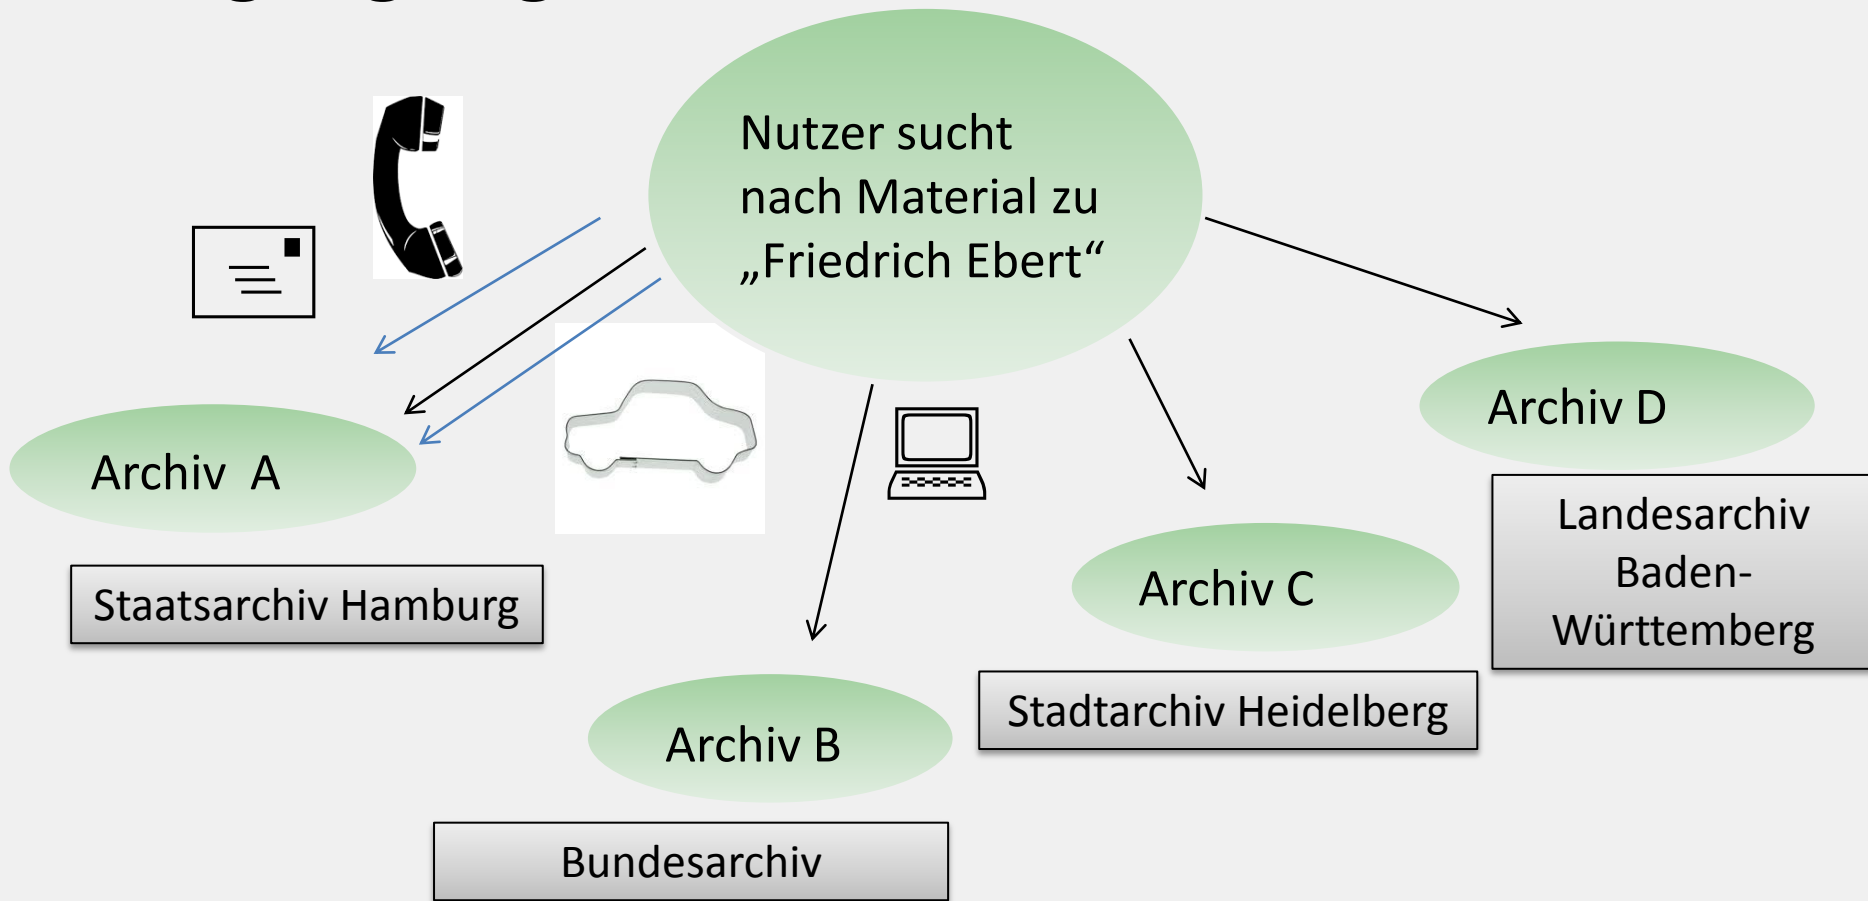 Nutzer sucht
nach Material zu
„Friedrich Ebert“
Archiv D
Archiv A
Landesarchiv
Baden-
Württemberg
Archiv C
Staatsarchiv Hamburg
Stadtarchiv Heidelberg
Archiv B
Bundesarchiv